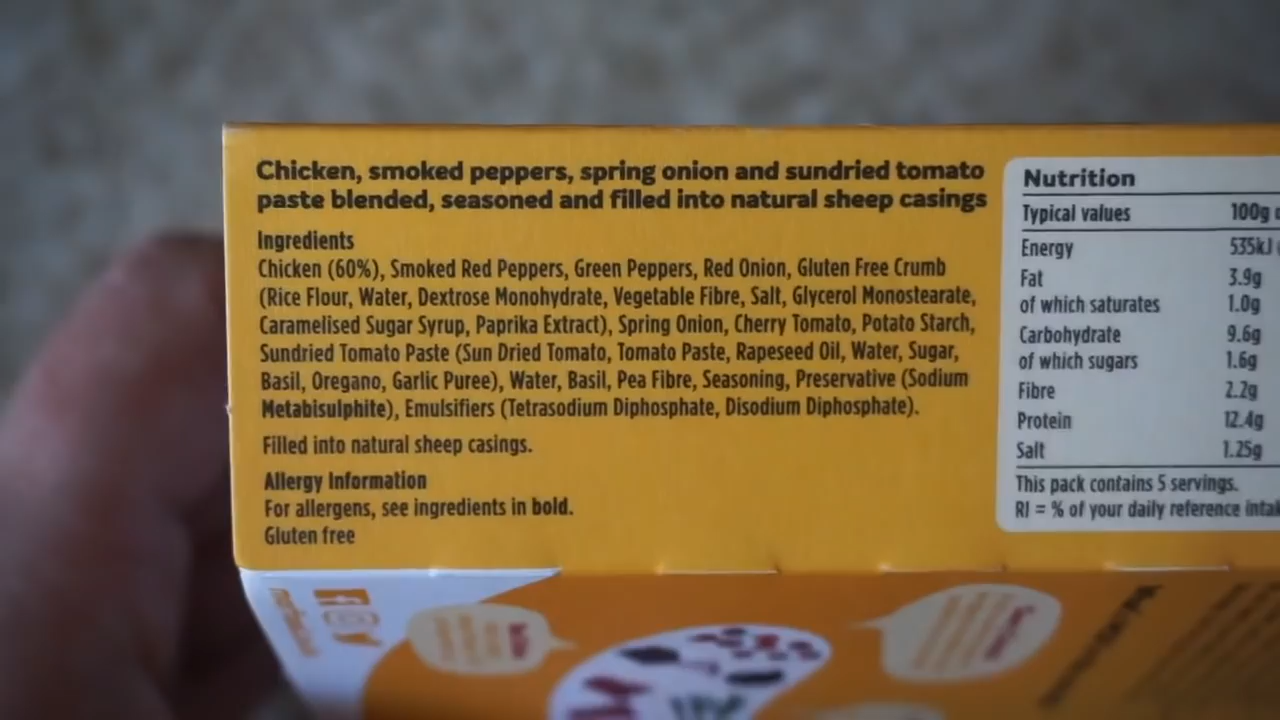 Chicken, smoked peppers, spring onion and sundried tomato
paste blended, seasoned and filled into natural sheep casings
Ingredients
Chicken (60%), Smoked Red Peppers, Green Peppers, Red Onion, Gluten Free Crumb
(Rice Flour, Water, Dextrose Monohydrate, Vegetable Fibre, Salt, Glycerol Monostearate,
Caramelised Sugar Syrup, Paprika Extract), Spring Onion, Cherry Tomato, Potato Starch,
Sundried Tomato Paste (Sun Dried Tomato, Tomato Paste, Rapeseed Oil, Water, Sugar,
Basil, Oregano, Garlic Puree), Water, Basil, Pea Fibre, Seasoning, Preservative (Sodium
Metabisulphite), Emulsifiers (Tetrasodium Diphosphate, Disodium Diphosphate).
Filled into natural sheep casings.
Allergy Information
For allergens, see ingredients in bold.
Gluten free
Nutrition
Typical values 100g
Energy 535kJ
Fat 3.9g
of which saturates 1.0g
Carbohydrate 9.6g
of which sugars 1.6g
Fibre 2.2g
Protein 12.4g
Salt 1.25g
This pack contains 5 servings.
RI = % of your daily reference